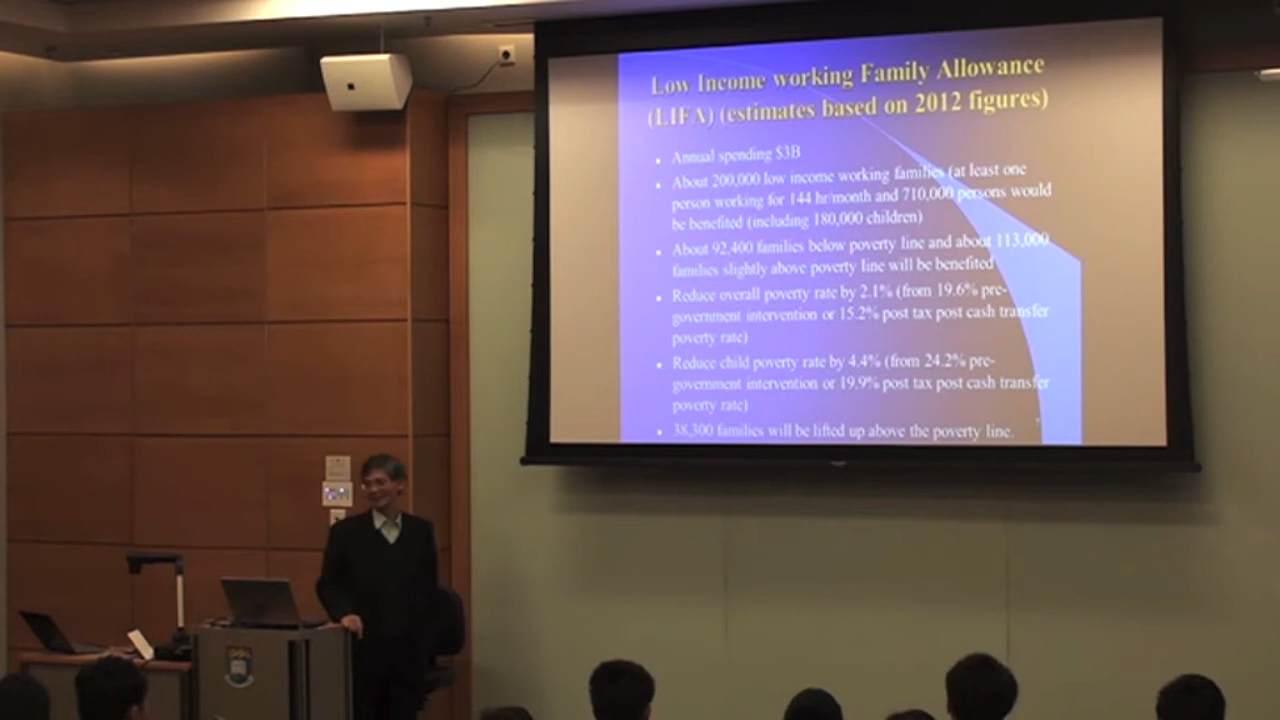 Low Income working Family Allowance
(LIFA) (estimates based on 2012 figures)
• Annual spending $3B
• About 200,000 low income working families (at least one
person working for 144 hr/month and 710,000 persons would
be benefited (including 180,000 children)
• About 92,400 families below poverty line and about 113,000
families slightly above poverty line will be benefited
• Reduce overall poverty rate by 2.1% (from 19.6% pre-
government intervention or 15.2% post tax post cash transfer
poverty rate)
• Reduce child poverty rate by 4.4% (from 24.2% pre-
government intervention or 19.9% post tax post cash transfer
poverty rate)
• 38,300 families will be lifted up above the poverty line.